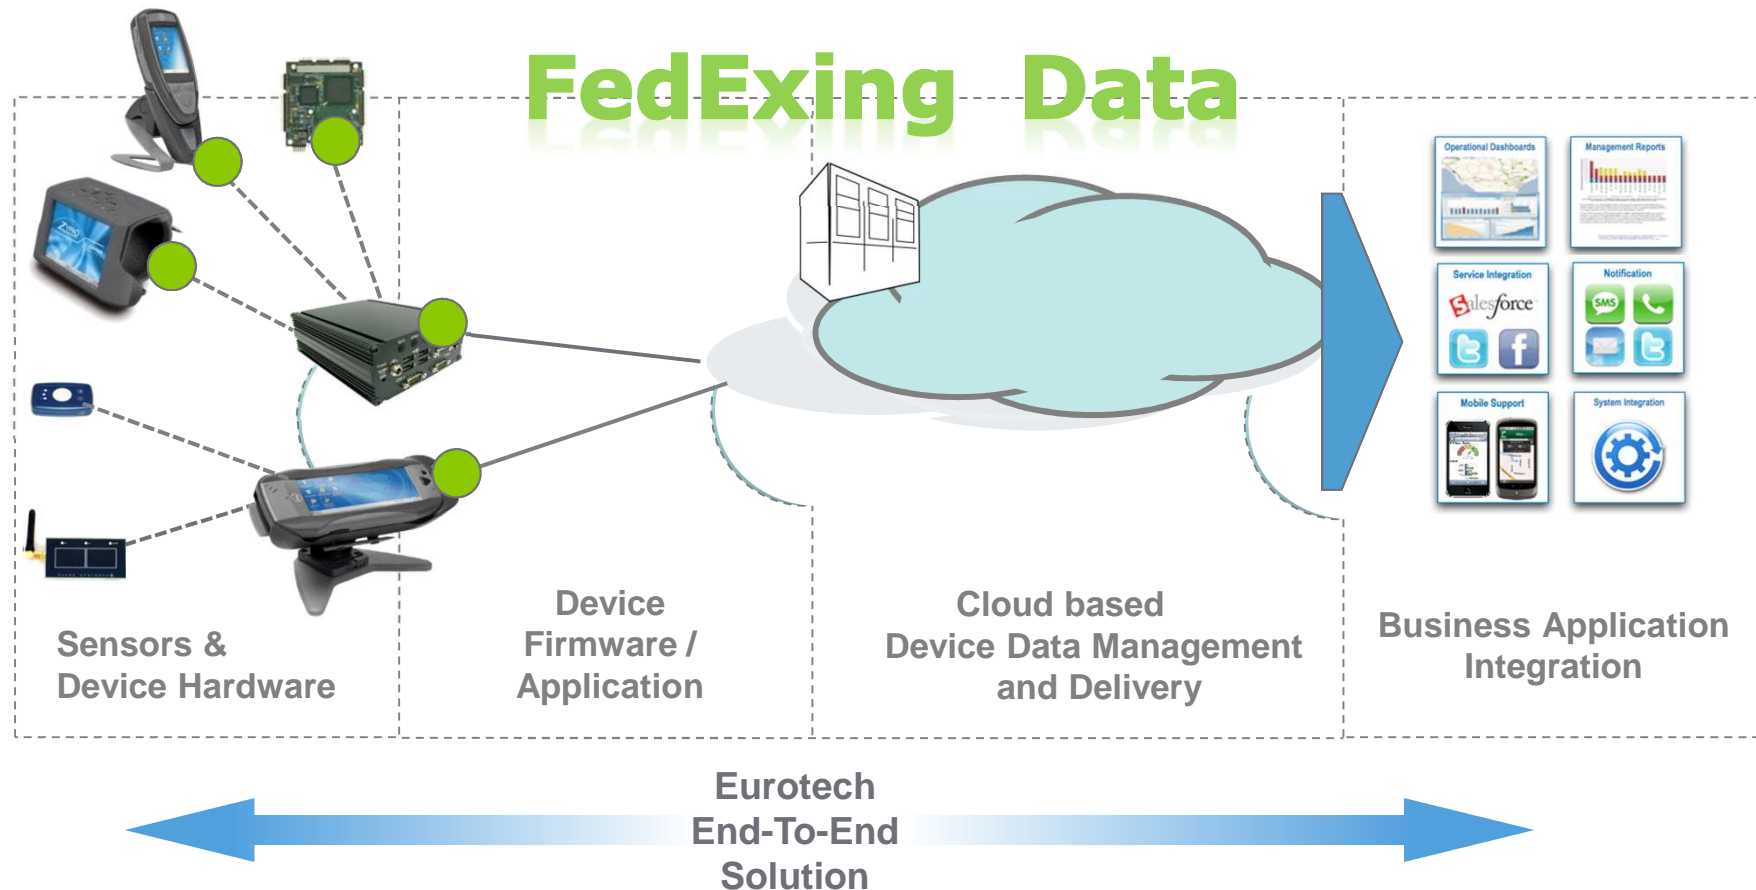 FedExing Data
Operational Dashboards
Management Reports
Service Integration
Salesforce
Notification
SMS
Mobile Support
System Integration
Sensors &
Device Hardware
Device
Firmware /
Application
Cloud based
Device Data Management
and Delivery
Business Application
Integration
Eurotech
End-To-End
Solution